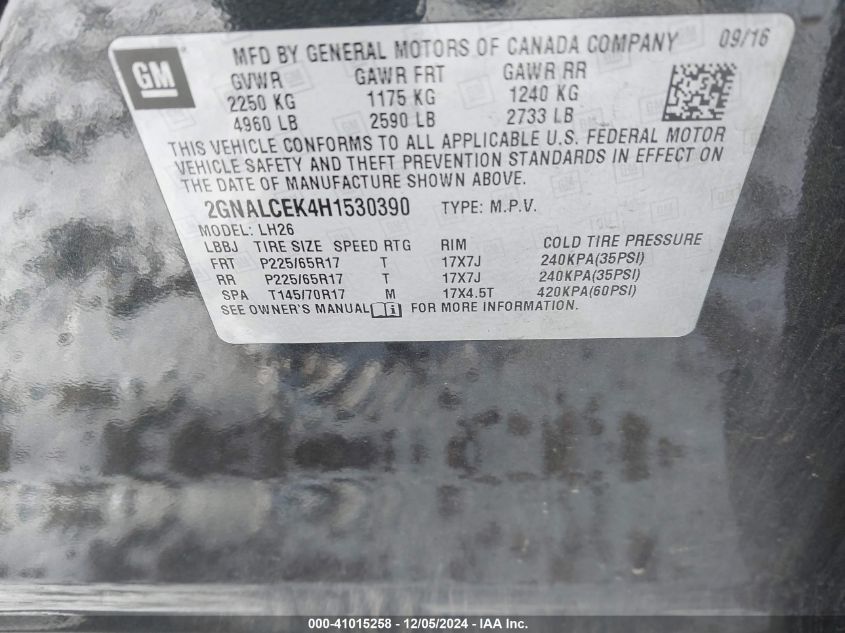 GM
MFD BY GENERAL MOTORS OF CANADA COMPANY 09/16
GVWR GAWR FRT GAWR RR
2250 KG 1175 KG 1240 KG
4960 LB 2590 LB 2733 LB
THIS VEHICLE CONFORMS TO ALL APPLICABLE U.S. FEDERAL MOTOR
VEHICLE SAFETY AND THEFT PREVENTION STANDARDS IN EFFECT ON
THE DATE OF MANUFACTURE SHOWN ABOVE.
2GNALCEK4H1530390 TYPE: M.P.V.
MODEL: LH26
LBBJ TIRE SIZE SPEED RTG RIM COLD TIRE PRESSURE
FRT P225/65R17 T 17X7J 240KPA(35PSI)
RR P225/65R17 T 17X7J 240KPA(35PSI)
SPA T145/70R17 M 17X4.5T 420KPA(60PSI)
SEE OWNER'S MANUAL FOR MORE INFORMATION.
000-41015258 - 12/05/2024 - IAA Inc.